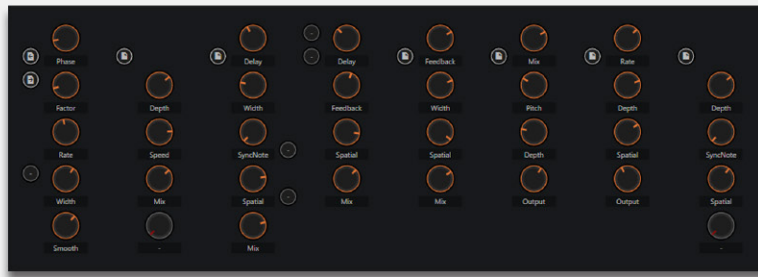 Phase Delay - Delay Feedback Mix Rate
-
Factor Depth Width Feedback Width Pitch Depth Depth
Rate Speed SyncNote - Spatial Spatial Depth Spatial SyncNote
-
Width Mix Spatial - Mix Mix Output Output Spatial
Smooth - Mix -